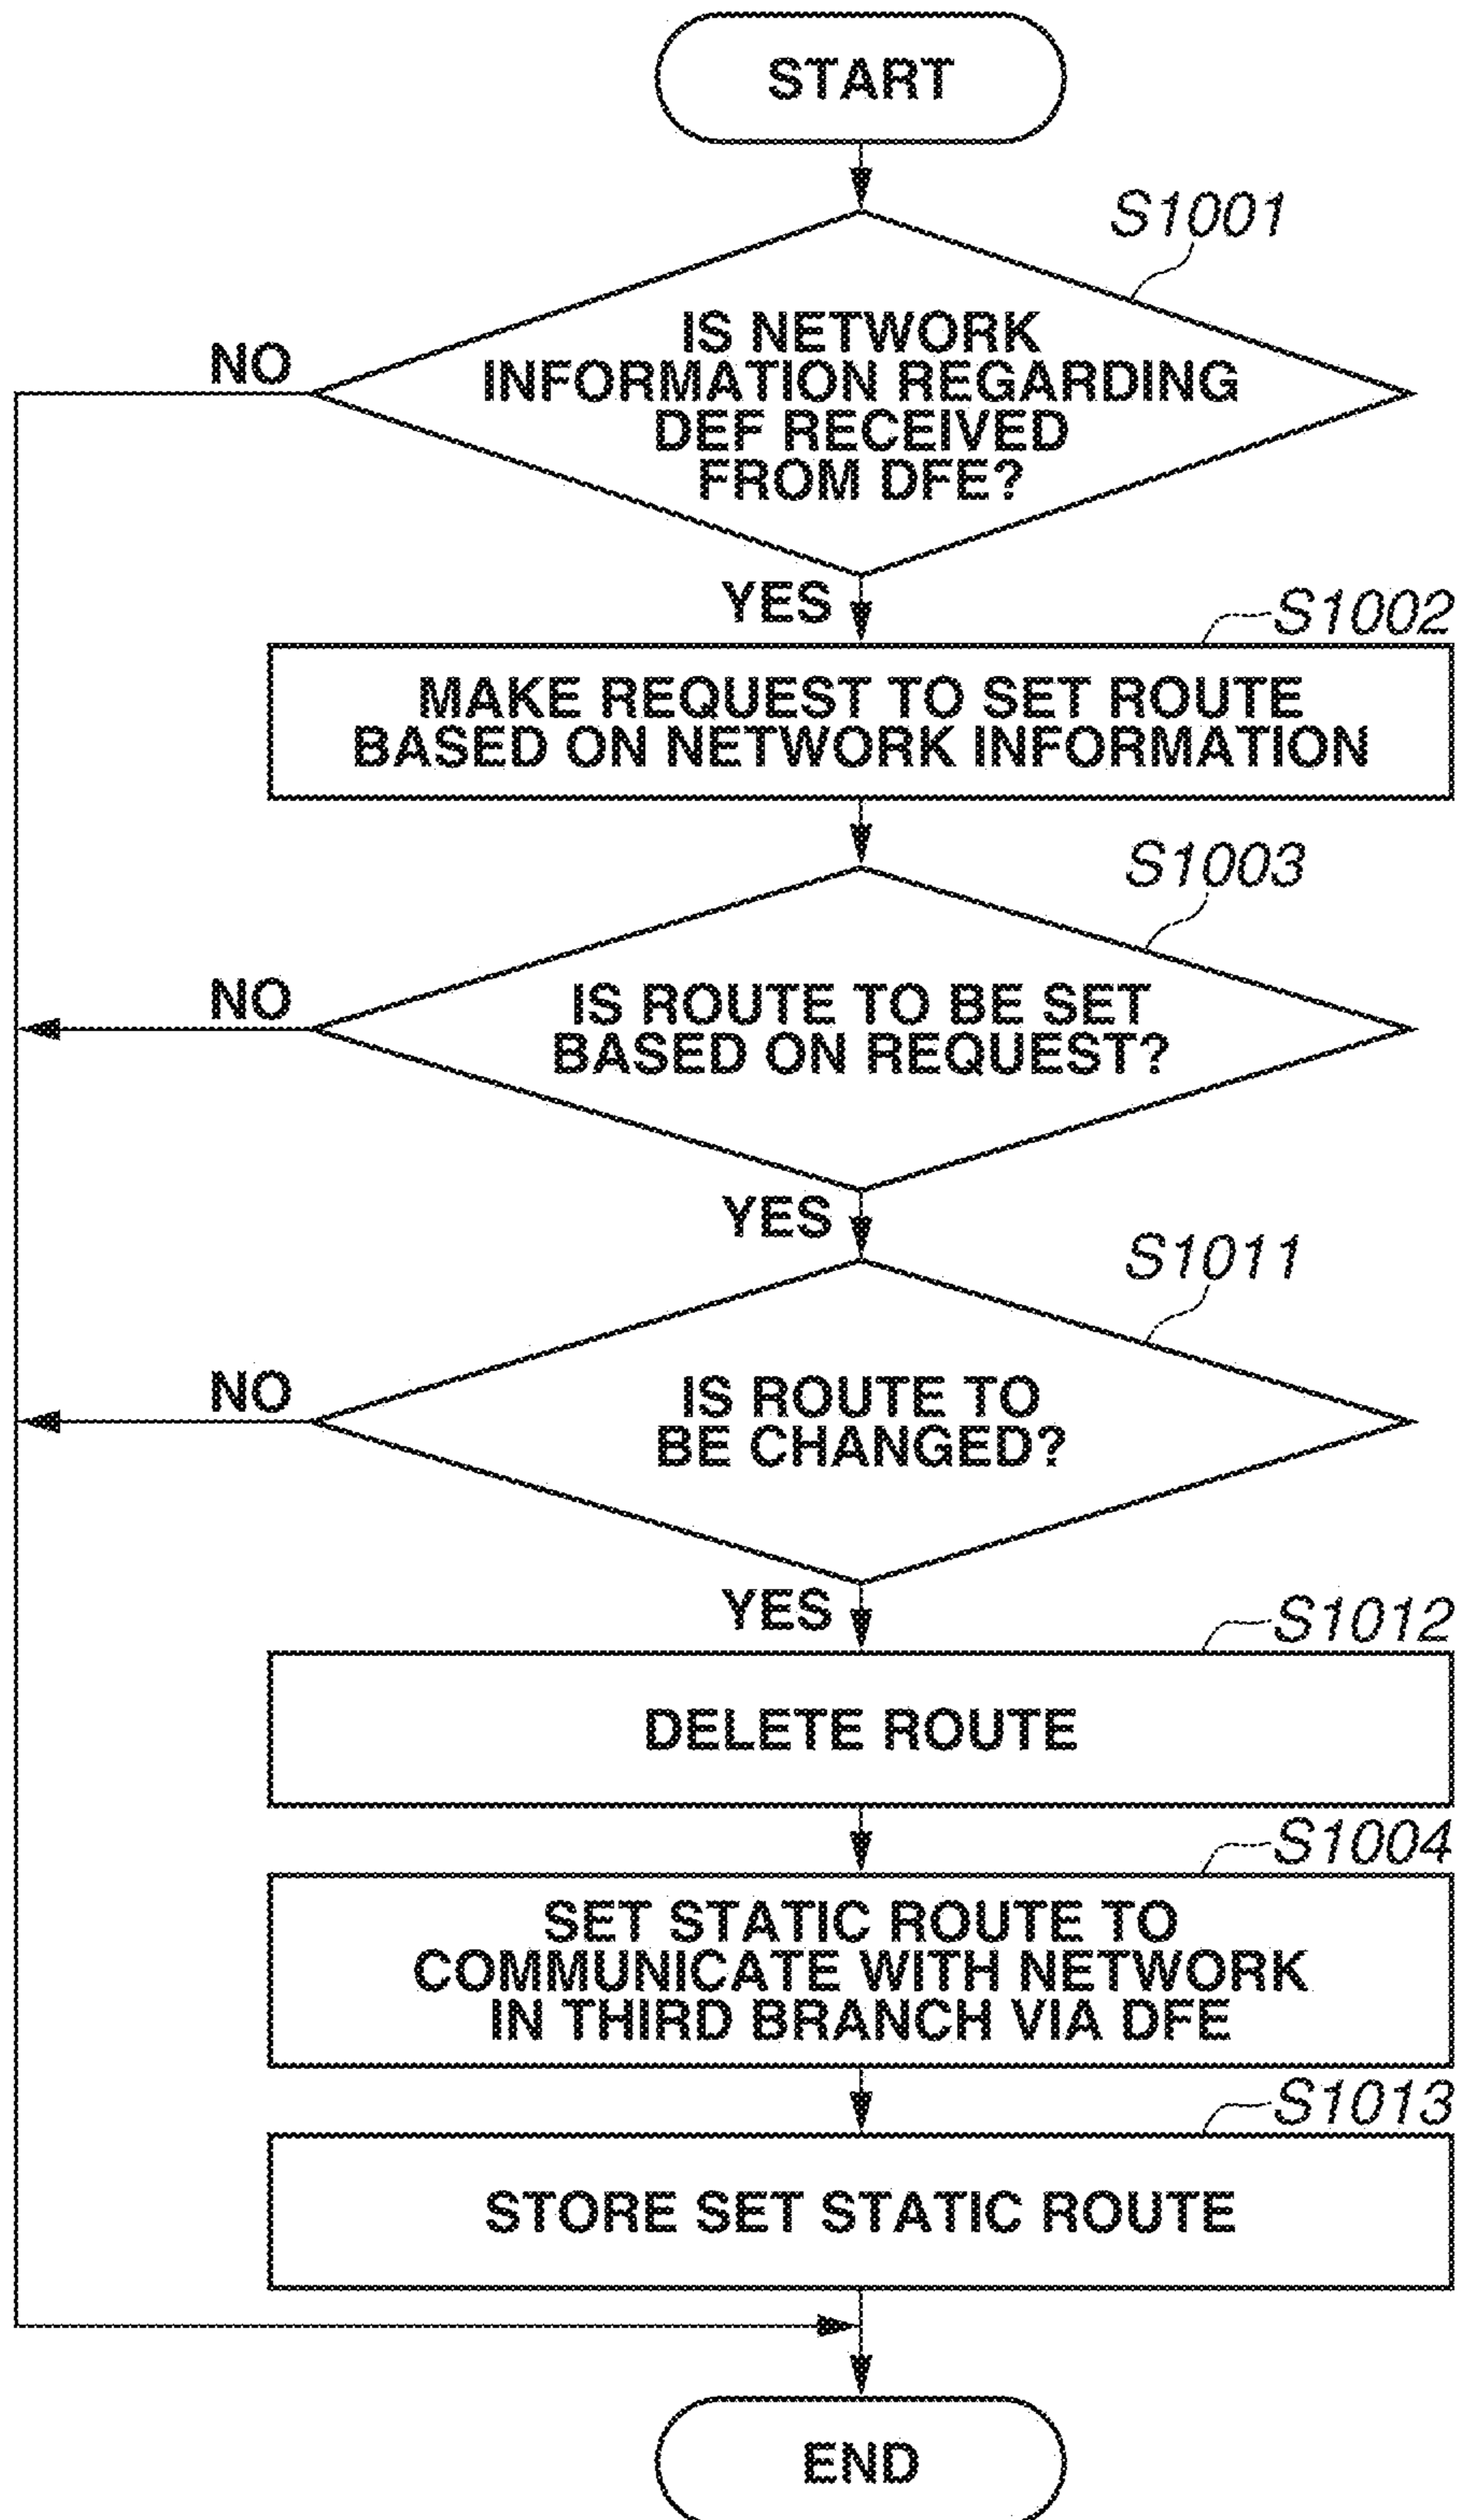 START
S1001
IS NETWORK
INFORMATION REGARDING
DEF RECEIVED
FROM DFE?
NO
YES
S1002
MAKE REQUEST TO SET ROUTE
BASED ON NETWORK INFORMATION
S1003
IS ROUTE TO BE SET
BASED ON REQUEST?
NO
YES
S1011
IS ROUTE TO
BE CHANGED?
NO
YES
S1012
DELETE ROUTE
S1004
SET STATIC ROUTE TO
COMMUNICATE WITH NETWORK
IN THIRD BRANCH VIA DFE
S1013
STORE SET STATIC ROUTE
END